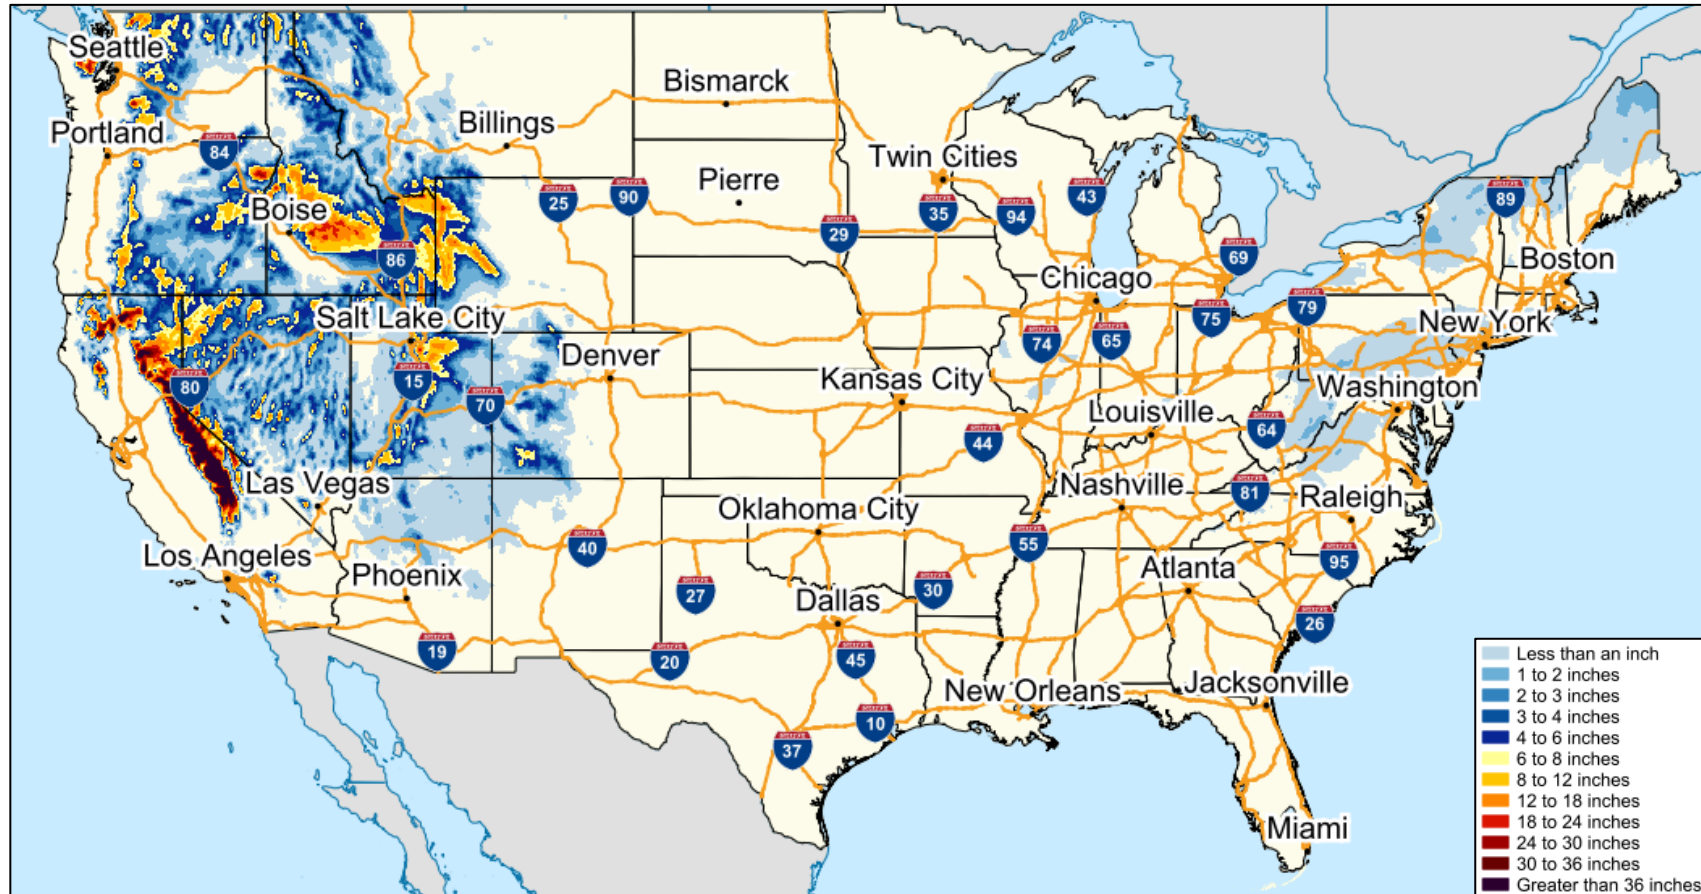 Seattle
Bismarck
Billings
Portland
84
Twin Cities
Pierre
25
90
35
94
43
89
Boise
29
69
Boston
86
Chicago
79
Salt Lake City
75
New York
74
65
Denver
80
15
70
Kansas City
Washington
Louisville
64
44
Las Vegas
Nashville
81
Raleigh
Oklahoma City
40
55
Los Angeles
Phoenix
Atlanta
95
27
30
Dallas
26
19
20
45
New Orleans
Jacksonville
10
37
Miami
Less than an inch
1 to 2 inches
2 to 3 inches
3 to 4 inches
4 to 6 inches
6 to 8 inches
8 to 12 inches
12 to 18 inches
18 to 24 inches
24 to 30 inches
30 to 36 inches
Greater than 36 inches